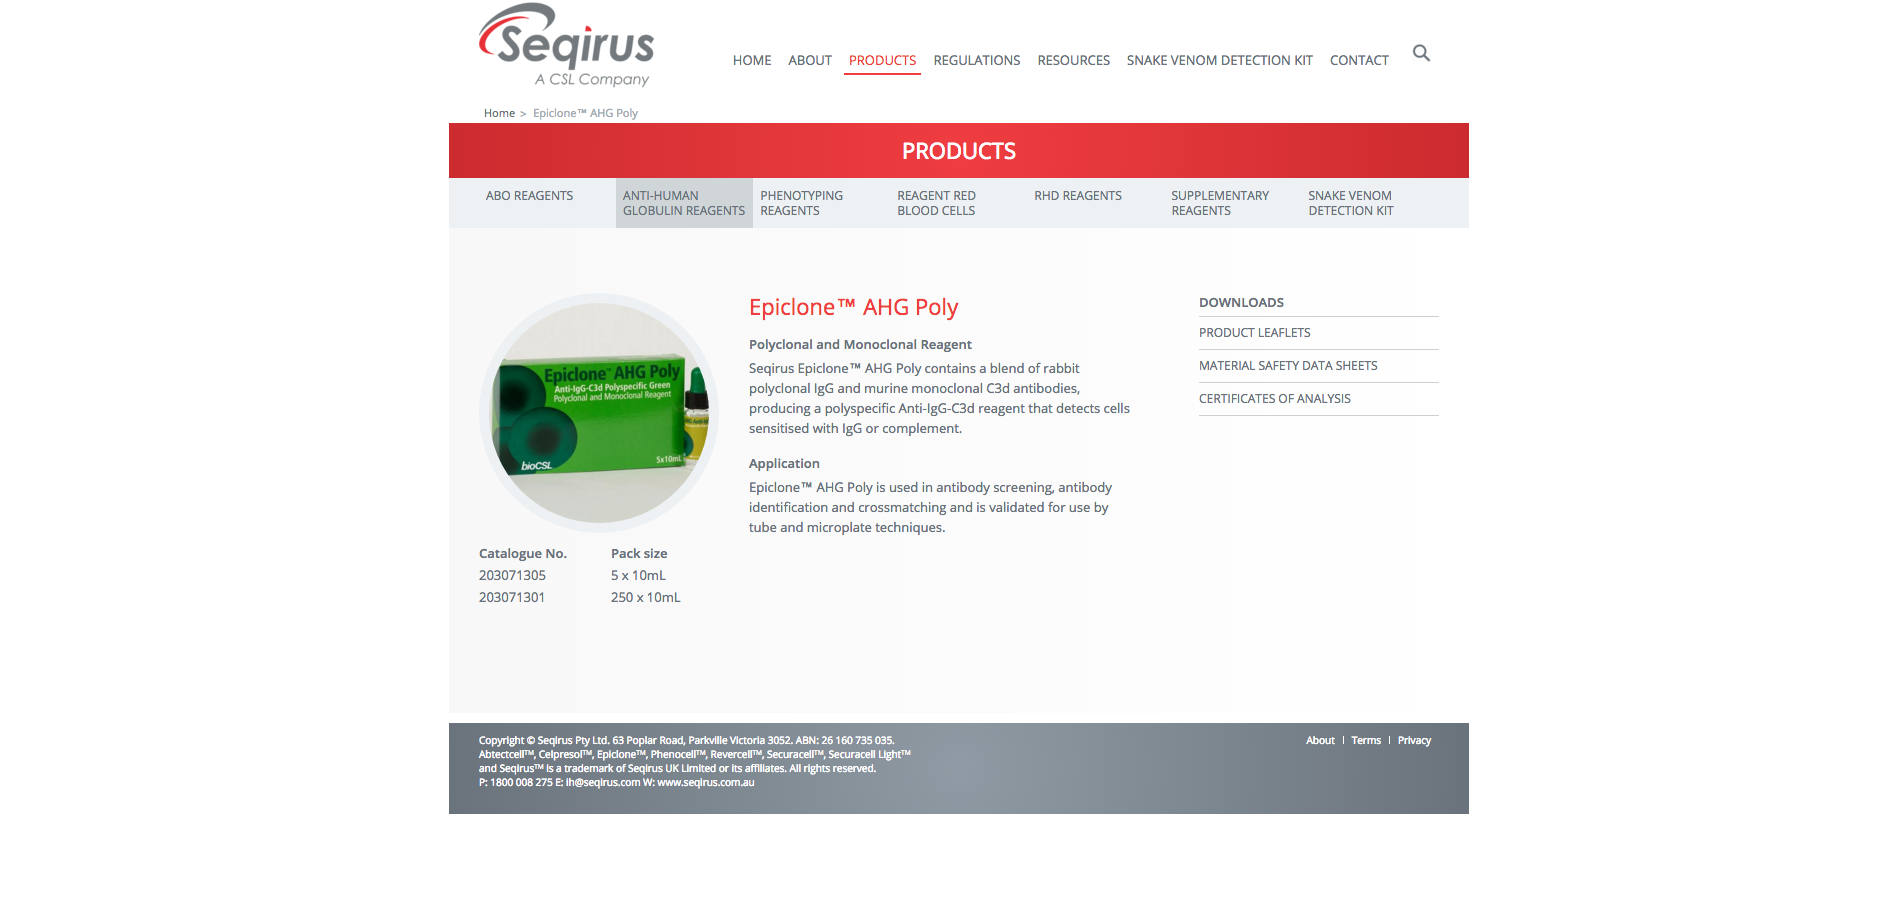 Seqirus
A CSL Company
HOME ABOUT PRODUCTS REGULATIONS RESOURCES SNAKE VENOM DETECTION KIT CONTACT
Home > Epiclone™ AHG Poly
PRODUCTS
ABO REAGENTS
ANTI-HUMAN
GLOBULIN REAGENTS
PHENOTYPING
REAGENTS
REAGENT RED
BLOOD CELLS
RHD REAGENTS
SUPPLEMENTARY
REAGENTS
SNAKE VENOM
DETECTION KIT
Epiclone™ AHG Poly
Anti-IgG-C3d Polyspecific Green
Polyclonal and Monoclonal Reagent
bioCSL
5x10mL
Catalogue No. Pack size
203071305 5 x 10mL
203071301 250 x 10mL
Epiclone™ AHG Poly
Polyclonal and Monoclonal Reagent
Seqirus Epiclone™ AHG Poly contains a blend of rabbit
polyclonal IgG and murine monoclonal C3d antibodies,
producing a polyspecific Anti-IgG-C3d reagent that detects cells
sensitised with IgG or complement.
Application
Epiclone™ AHG Poly is used in antibody screening, antibody
identification and crossmatching and is validated for use by
tube and microplate techniques.
DOWNLOADS
PRODUCT LEAFLETS
MATERIAL SAFETY DATA SHEETS
CERTIFICATES OF ANALYSIS
Copyright © Seqirus Pty Ltd. 63 Poplar Road, Parkville Victoria 3052. ABN: 26 160 735 035.
Abtectcell™, Celpresol™, Epiclone™, Phenocell™, Revercell™, Securacell™, Securacell Light™
and Seqirus™ is a trademark of Seqirus UK Limited or its affiliates. All rights reserved.
P: 1800 008 275 E: ih@seqirus.com W: www.seqirus.com.au
About | Terms | Privacy